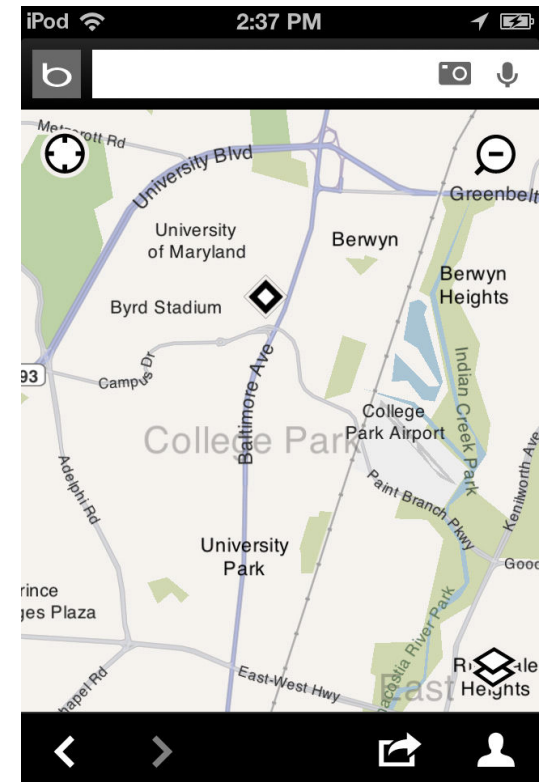 iPod 2:37 PM
b
Metzerott Rd
University Blvd
Greenbelt
University
of Maryland
Berwyn
Berwyn
Heights
Byrd Stadium
93
Campus Dr
Baltimore Ave
Indian Creek Park
College
Park Airport
College Park
Adelphi Rd
Paint Branch Pkwy
Kenilworth Ave
University
Park
Good
rince
ges Plaza
Anacostia River Park
East-West Hwy
hapel Rd
East
Heights